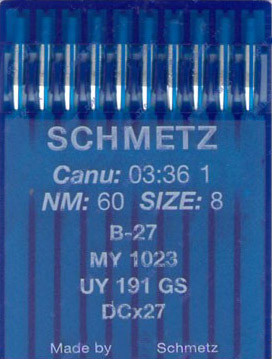 SCHMETZ
Canu: 03:36 1
NM: 60 SIZE: 8
B-27
MY 1023
UY 191 GS
DCx27
Made by Schmetz